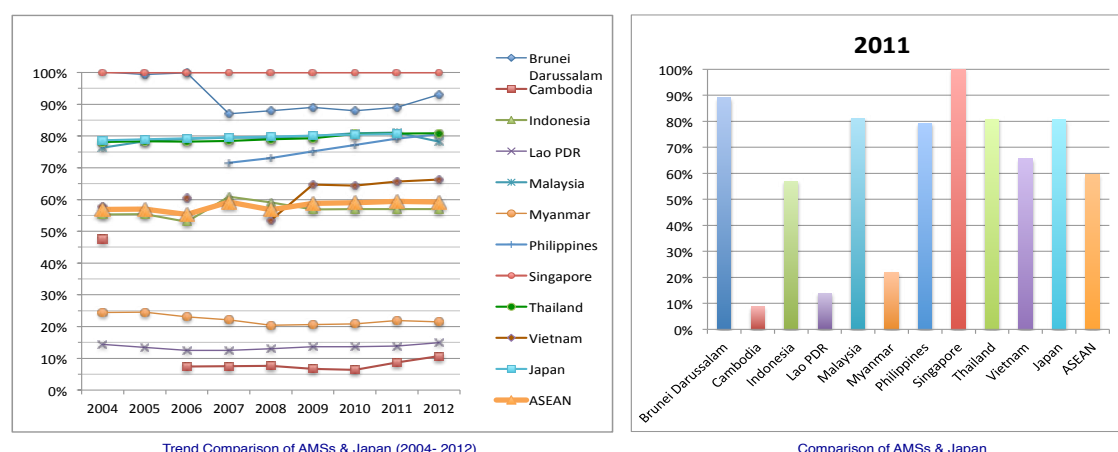 100%
90%
80%
70%
60%
50%
40%
30%
20%
10%
0%
2004 2005 2006 2007 2008 2009 2010 2011 2012
Brunei
Darussalam
Cambodia
Indonesia
Lao PDR
Malaysia
Myanmar
Philippines
Singapore
Thailand
Vietnam
Japan
ASEAN
Trend Comparison of AMSs & Japan (2004- 2012)
2011
100%
90%
80%
70%
60%
50%
40%
30%
20%
10%
0%
Brunei Darussalam
Cambodia
Indonesia
Lao PDR
Malaysia
Myanmar
Philippines
Singapore
Thailand
Vietnam
Japan
ASEAN
Comparison of AMSs & Japan